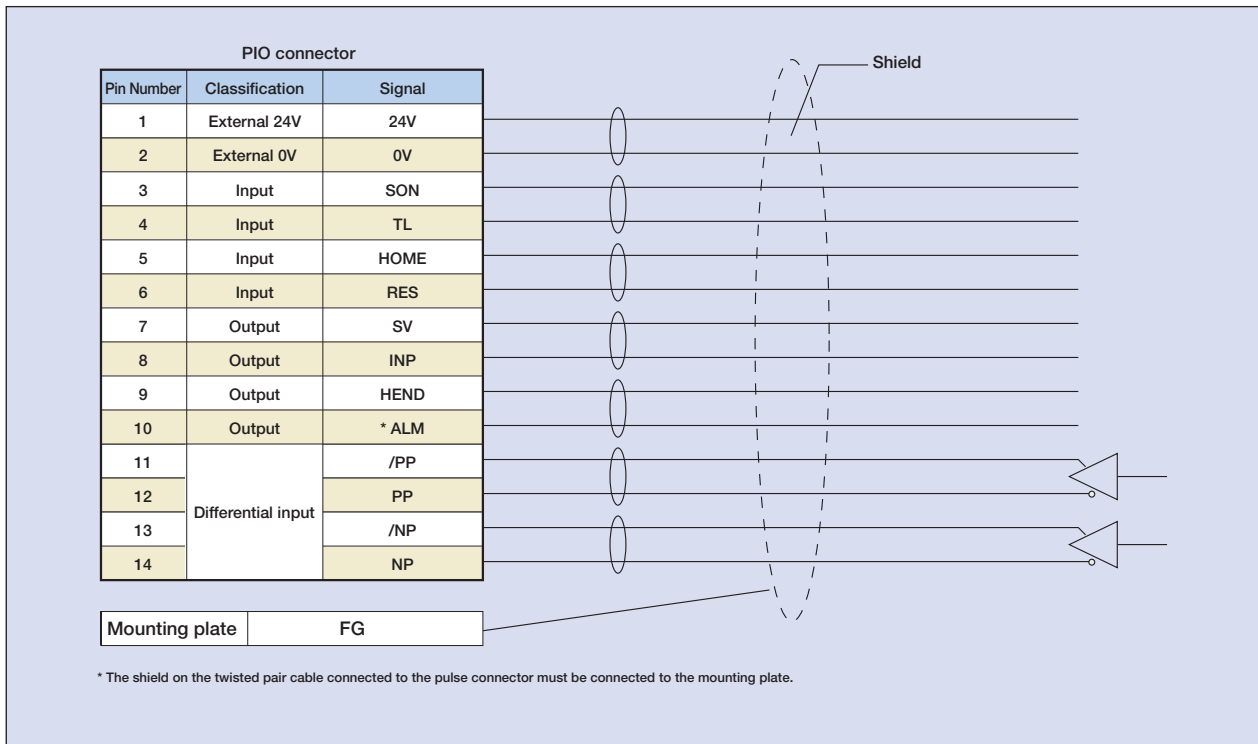 PIO connector
Shield
Pin Number Classification Signal
1 External 24V 24V
2 External 0V 0V
3 Input SON
4 Input TL
5 Input HOME
6 Input RES
7 Output SV
8 Output INP
9 Output HEND
10 Output * ALM
11 /PP
12 PP
Differential input
13 /NP
14 NP
Mounting plate FG
* The shield on the twisted pair cable connected to the pulse connector must be connected to the mounting plate.